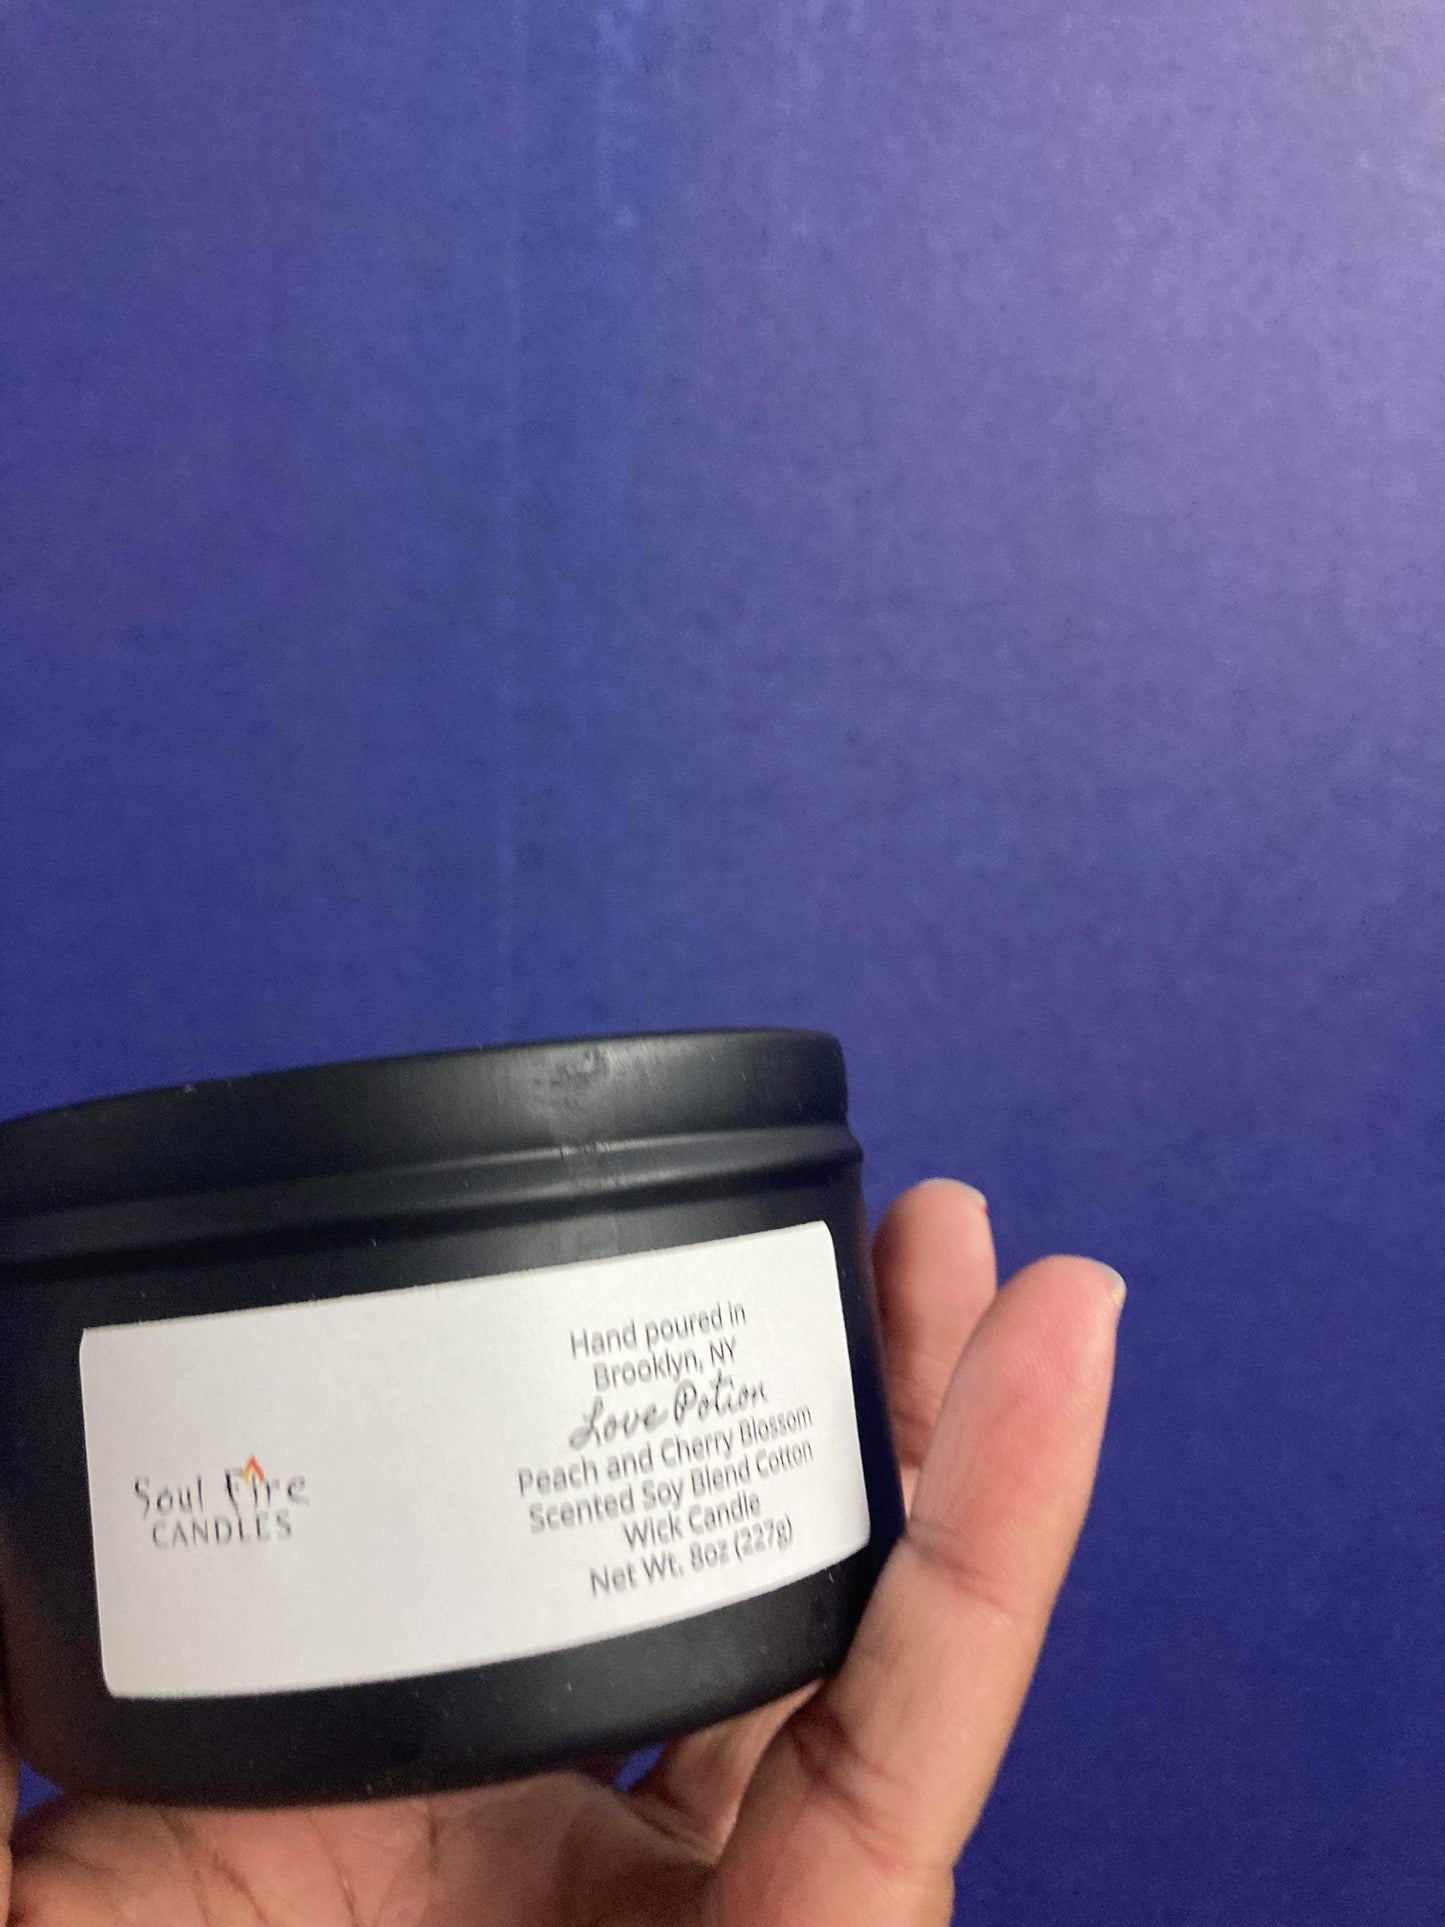 Soul Fire
CANDLES
Hand poured in
Brooklyn, NY
Love Potion
Peach and Cherry Blossom
Scented Soy Blend Cotton
Wick Candle
Net Wt. 8oz (227g)